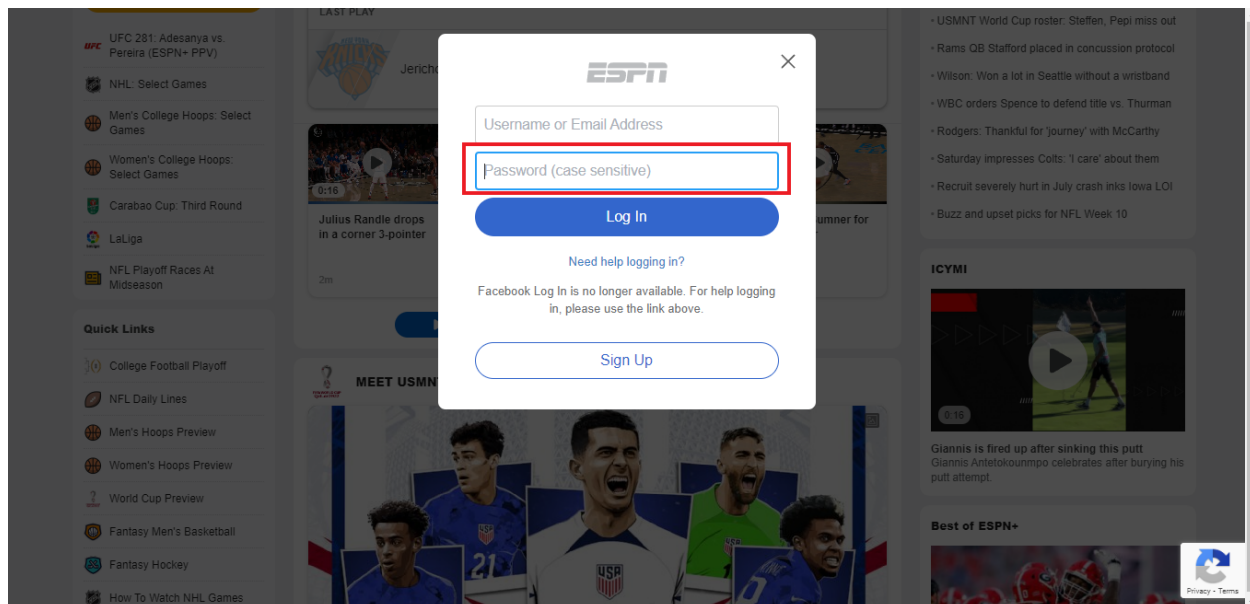 LAST PLAY
UFC
UFC 281: Adesanya vs.
Pereira (ESPN+ PPV)
NHL: Select Games
Men's College Hoops: Select
Games
Women's College Hoops:
Select Games
Carabao Cup: Third Round
LaLiga
NFL Playoff Races At
Midseason
Quick Links
College Football Playoff
NFL Daily Lines
Men's Hoops Preview
Women's Hoops Preview
World Cup Preview
Fantasy Men's Basketball
Fantasy Hockey
How To Watch NHL Games
KNICKS
Jericho
0:16
Julius Randle drops
in a corner 3-pointer
2m
umner for
MEET USMN
USA
21
USA
USA
ESPN
Username or Email Address
Password (case sensitive)
Log In
Need help logging in?
Facebook Log In is no longer available. For help logging
in, please use the link above.
Sign Up
• USMNT World Cup roster: Steffen, Pepi miss out
• Rams QB Stafford placed in concussion protocol
• Wilson: Won a lot in Seattle without a wristband
• WBC orders Spence to defend title vs. Thurman
• Rodgers: Thankful for 'journey' with McCarthy
• Saturday impresses Colts: 'I care' about them
• Recruit severely hurt in July crash inks Iowa LOI
• Buzz and upset picks for NFL Week 10
ICYMI
0:16
Giannis is fired up after sinking this putt
Giannis Antetokounmpo celebrates after burying his
putt attempt.
Best of ESPN+
Privacy - Terms